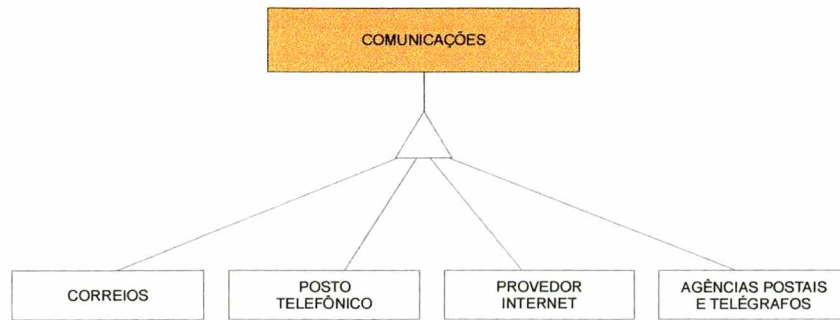 COMUNICAÇÕES
CORREIOS
POSTO
TELEFÔNICO
PROVEDOR
INTERNET
AGÊNCIAS POSTAIS
E TELÉGRAFOS